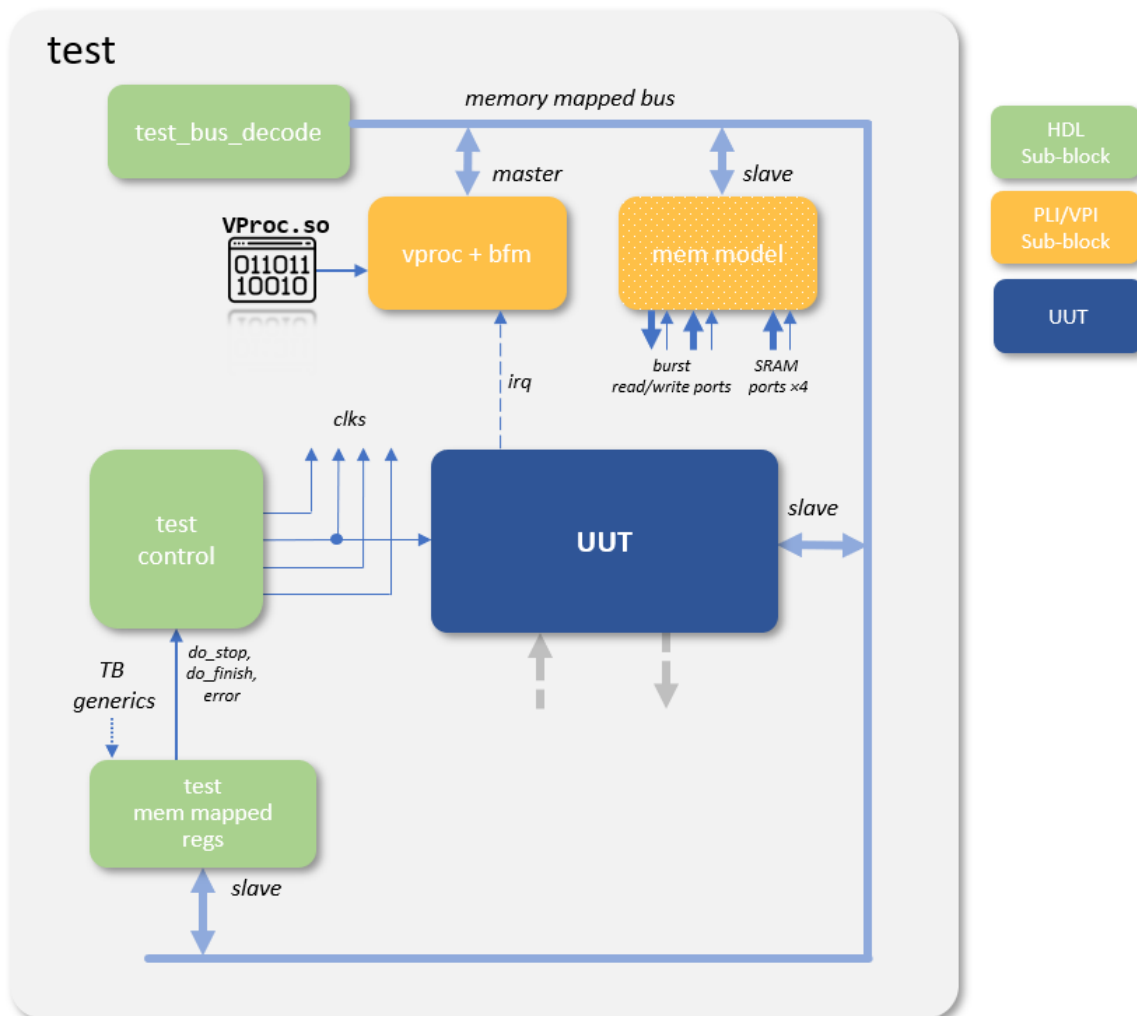 test
test_bus_decode
memory mapped bus
master
slave
VProc.so
011011
10010
vproc + bfm
mem model
burst
read/write ports
SRAM
ports ×4
irq
clks
test
control
UUT
slave
do_stop,
do_finish,
error
TB
generics
test
mem mapped
regs
slave
HDL
Sub-block
PLI/VPI
Sub-block
UUT